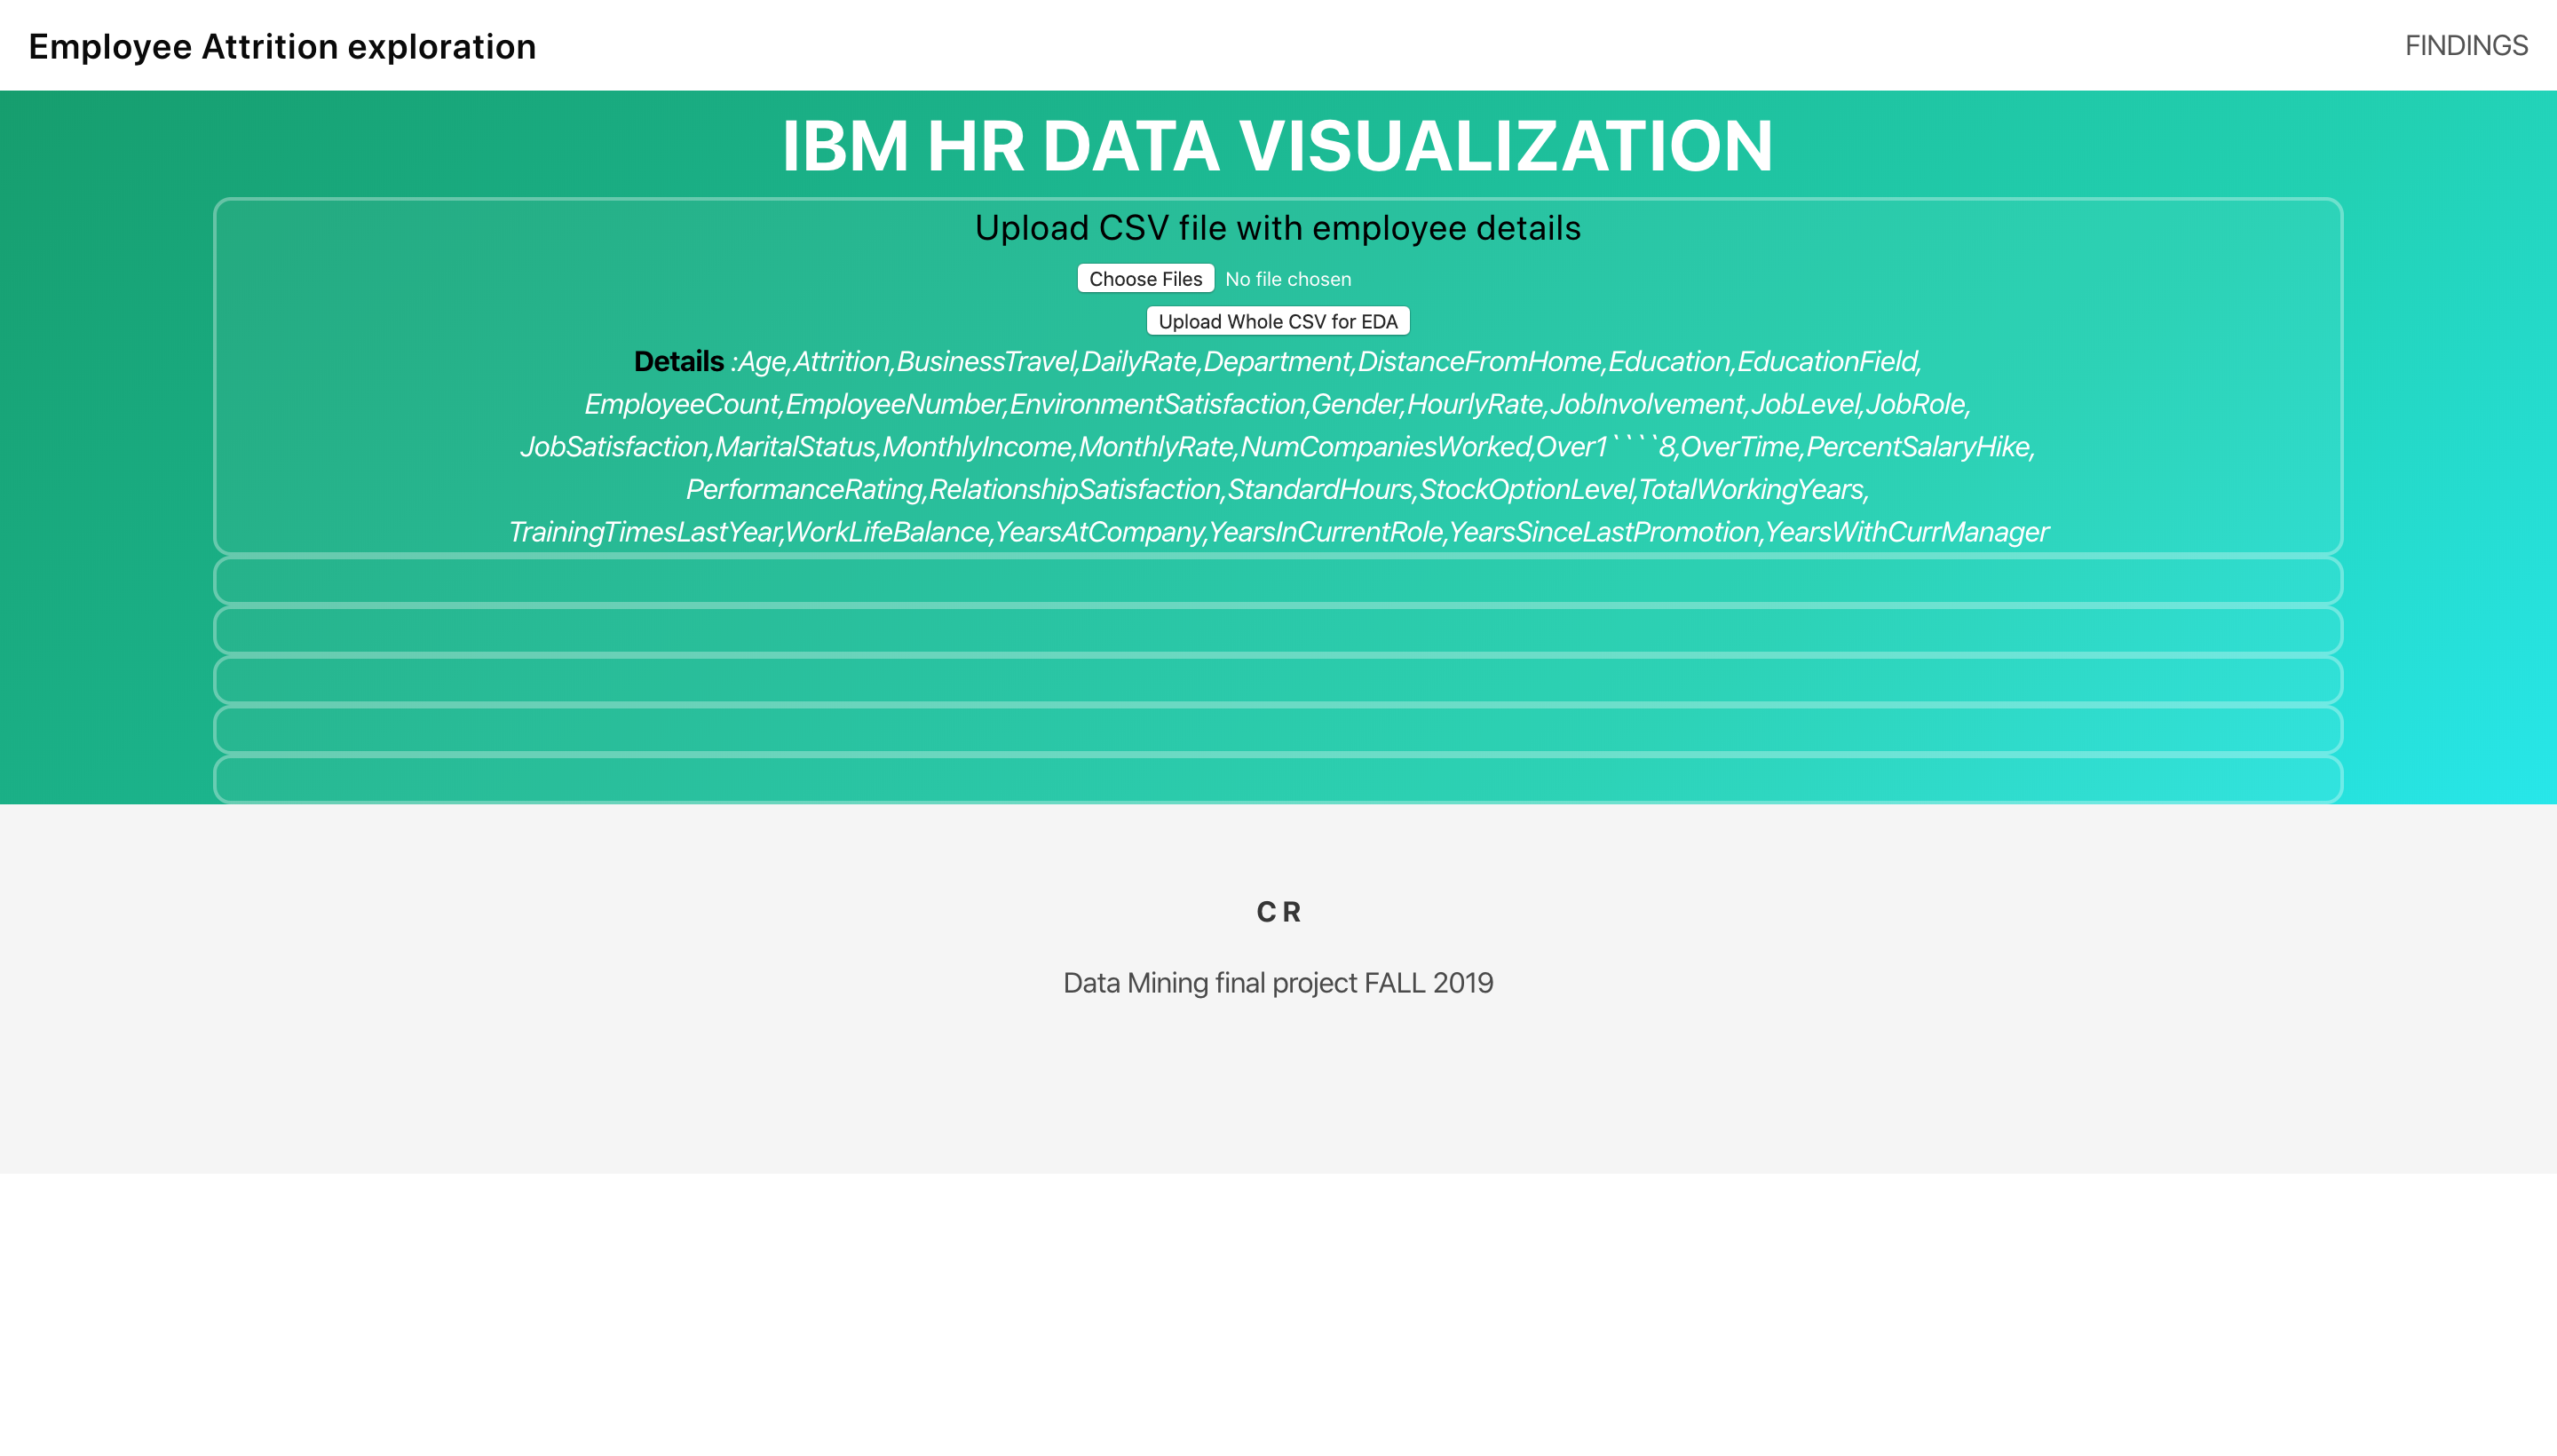 Employee Attrition exploration
FINDINGS
IBM HR DATA VISUALIZATION
Upload CSV file with employee details
Choose Files No file chosen
Upload Whole CSV for EDA
Details :Age,Attrition,BusinessTravel,DailyRate,Department,DistanceFromHome,Education,EducationField,
EmployeeCount,EmployeeNumber,EnvironmentSatisfaction,Gender,HourlyRate,JobInvolvement,JobLevel,JobRole,
JobSatisfaction,MaritalStatus,MonthlyIncome,MonthlyRate,NumCompaniesWorked,Over1````8,OverTime,PercentSalaryHike,
PerformanceRating,RelationshipSatisfaction,StandardHours,StockOptionLevel,TotalWorkingYears,
TrainingTimesLastYear,WorkLifeBalance,YearsAtCompany,YearsInCurrentRole,YearsSinceLastPromotion,YearsWithCurrManager
C R
Data Mining final project FALL 2019